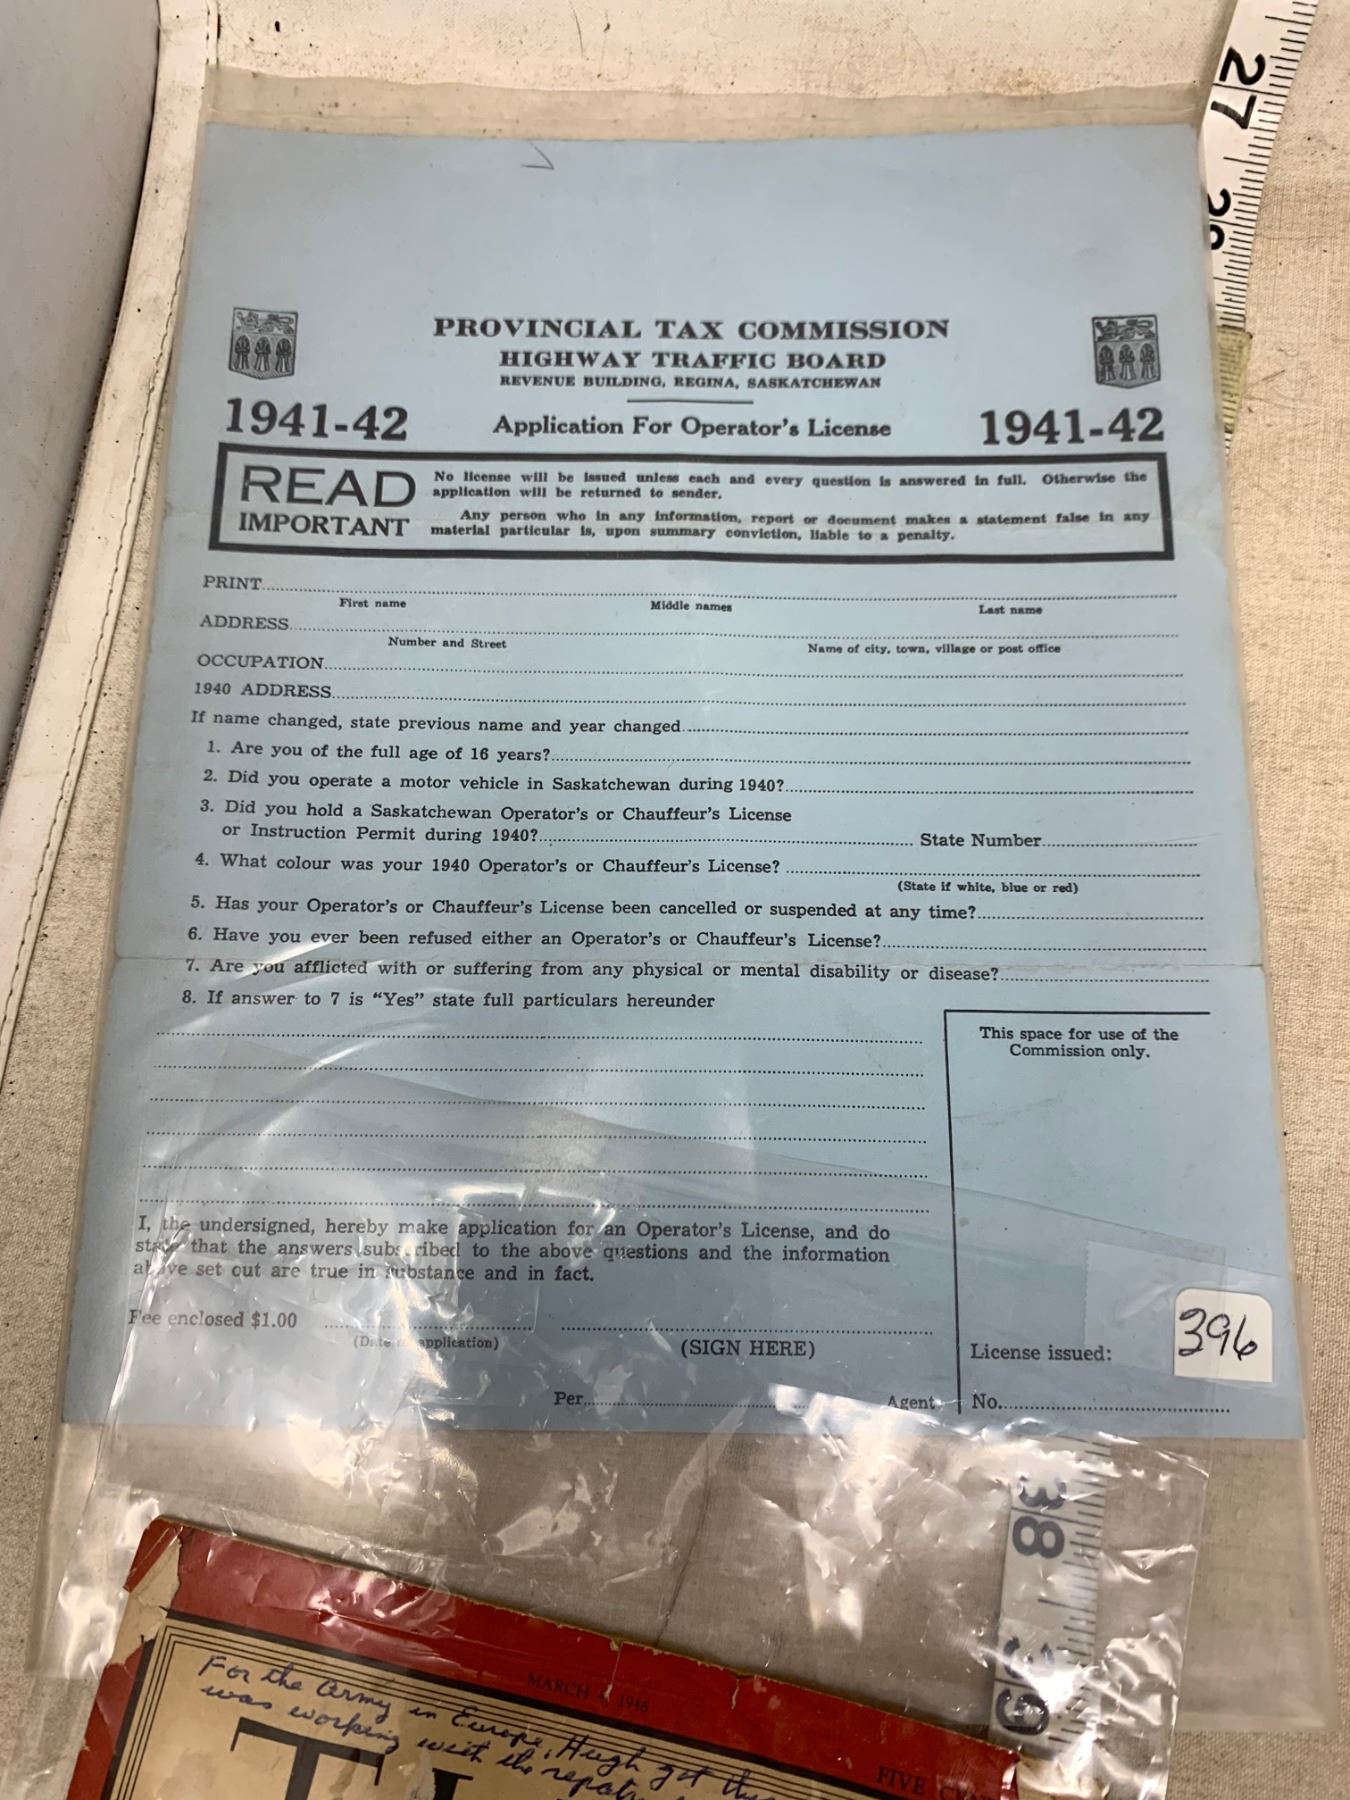 27
PROVINCIAL TAX COMMISSION
HIGHWAY TRAFFIC BOARD
REVENUE BUILDING, REGINA, SASKATCHEWAN
1941-42 Application For Operator's License 1941-42
READ
IMPORTANT
No license will be issued unless each and every question is answered in full. Otherwise the
application will be returned to sender.
Any person who in any information, report or document makes a statement false in any
material particular is, upon summary conviction, liable to a penalty.
PRINT
First name Middle names Last name
ADDRESS
Number and Street Name of city, town, village or post office
OCCUPATION
1940 ADDRESS
If name changed, state previous name and year changed
1. Are you of the full age of 16 years?
2. Did you operate a motor vehicle in Saskatchewan during 1940?
3. Did you hold a Saskatchewan Operator's or Chauffeur's License
or Instruction Permit during 1940? State Number
4. What colour was your 1940 Operator's or Chauffeur's License?
(State if white, blue or red)
5. Has your Operator's or Chauffeur's License been cancelled or suspended at any time?
6. Have you ever been refused either an Operator's or Chauffeur's License?
7. Are you afflicted with or suffering from any physical or mental disability or disease?
8. If answer to 7 is "Yes" state full particulars hereunder
This space for use of the
Commission only.
I, the undersigned, hereby make application for an Operator's License, and do
state that the answers subscribed to the above questions and the information
above set out are true in substance and in fact.
Fee enclosed $1.00
(Date of application) (SIGN HERE)
Per Agent
License issued:
No.
396
38
39
MARCH 4, 1946
FIVE
For the Army in Europe, Hugh got this
was working with the